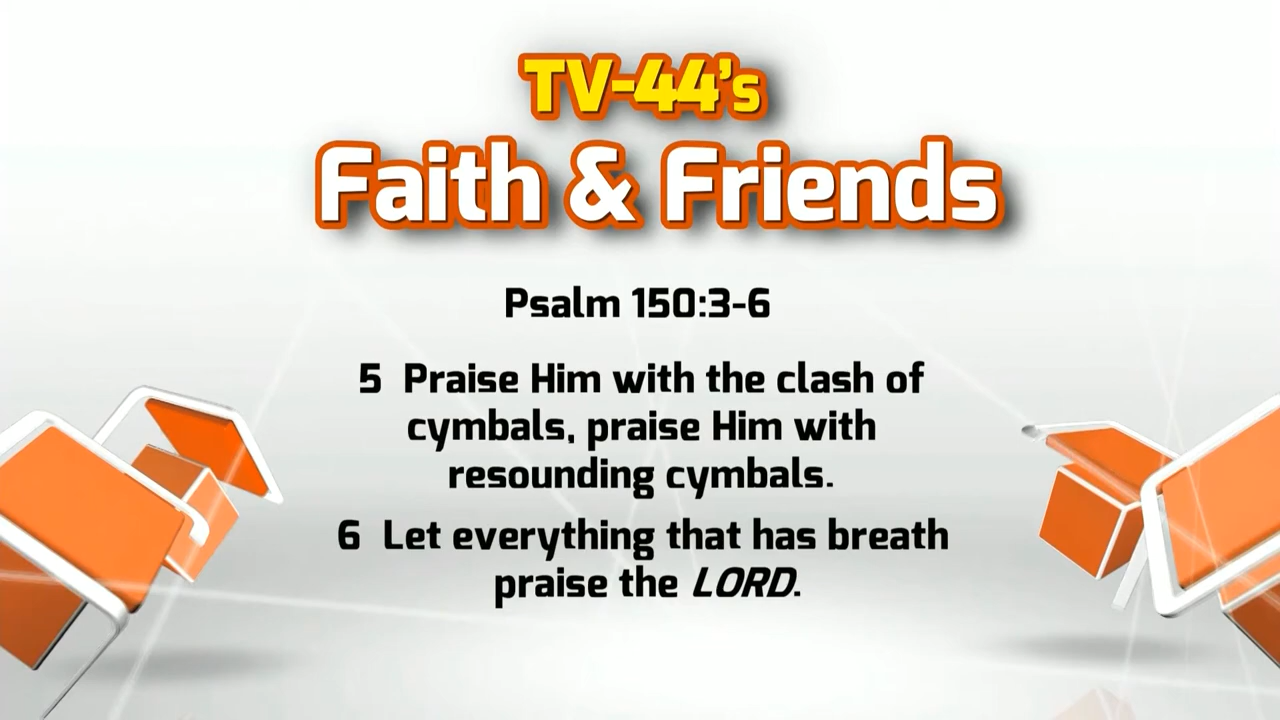 TV-44's
Faith & Friends
Psalm 150:3-6
5 Praise Him with the clash of
cymbals, praise Him with
resounding cymbals.
6 Let everything that has breath
praise the LORD.